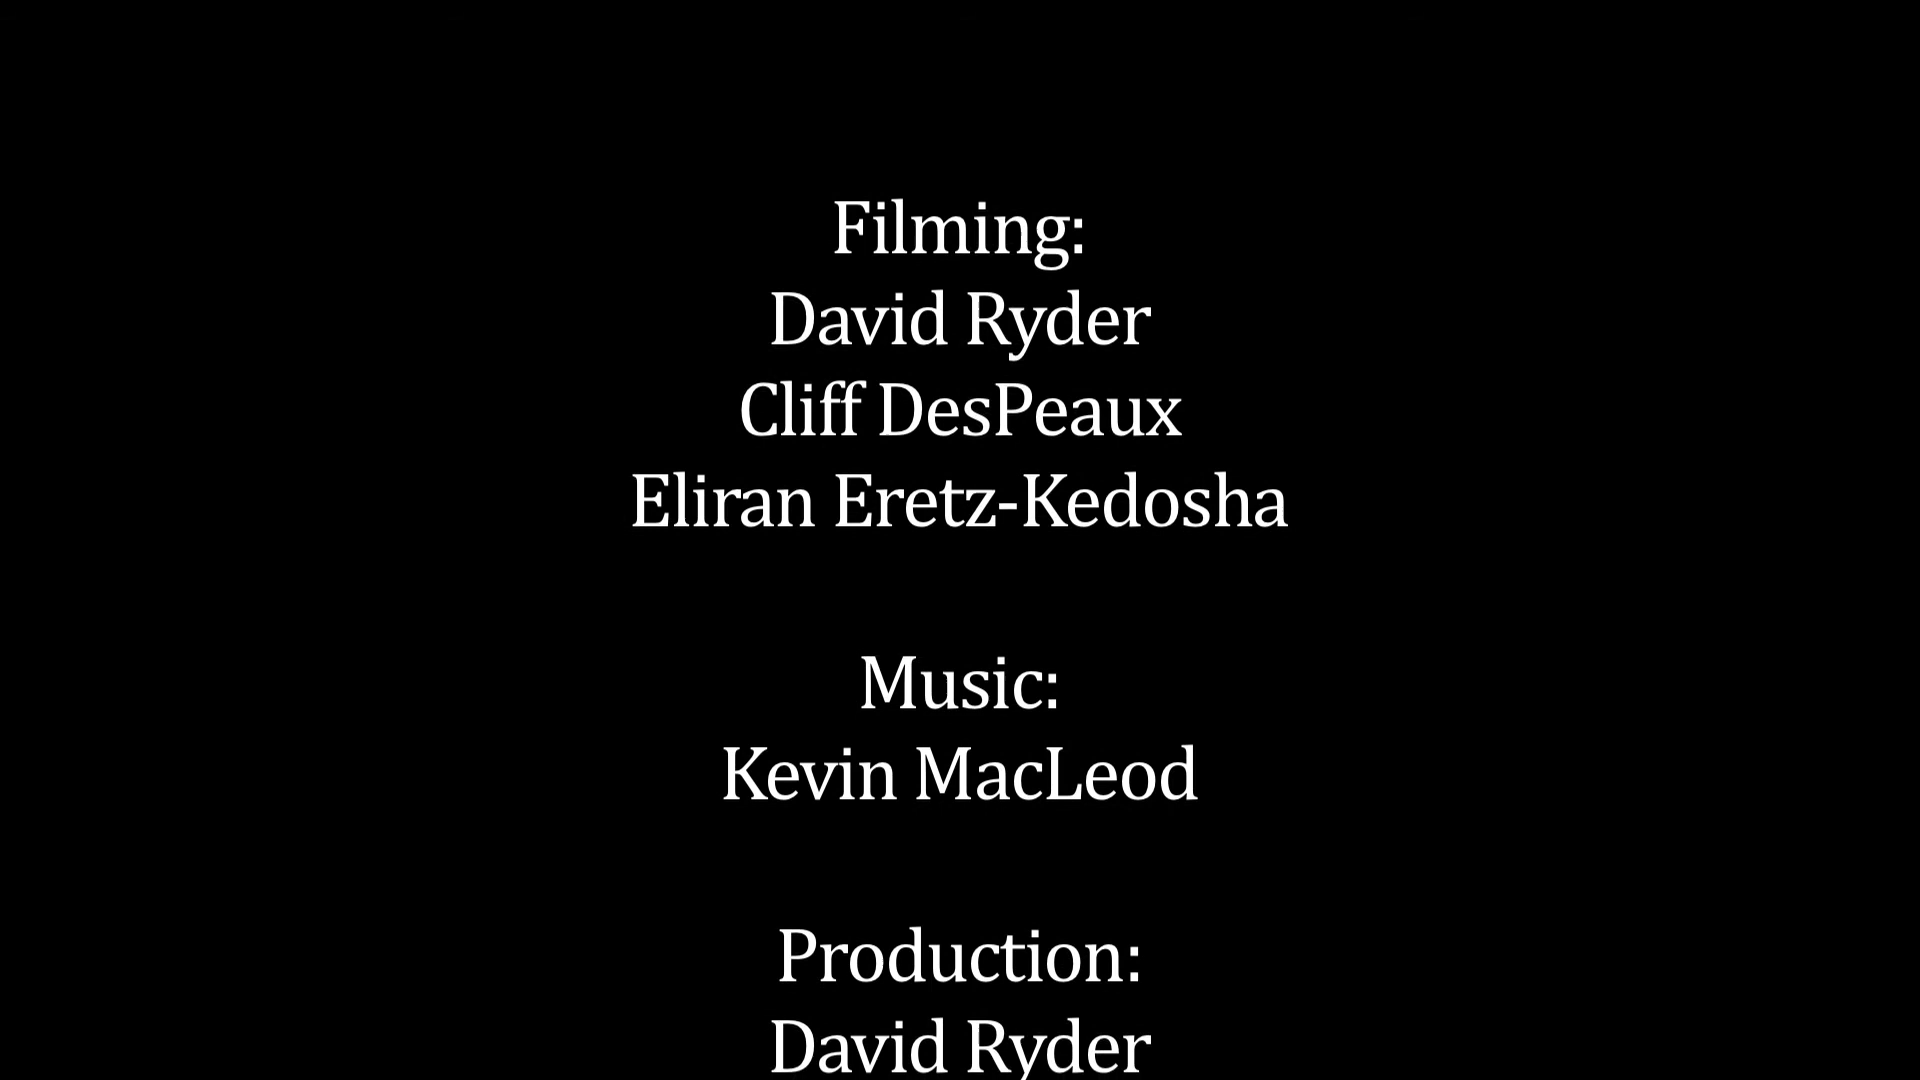 Filming:
David Ryder
Cliff DesPeaux
Eliran Eretz-Kedosha
Music:
Kevin MacLeod
Production:
David Ryder